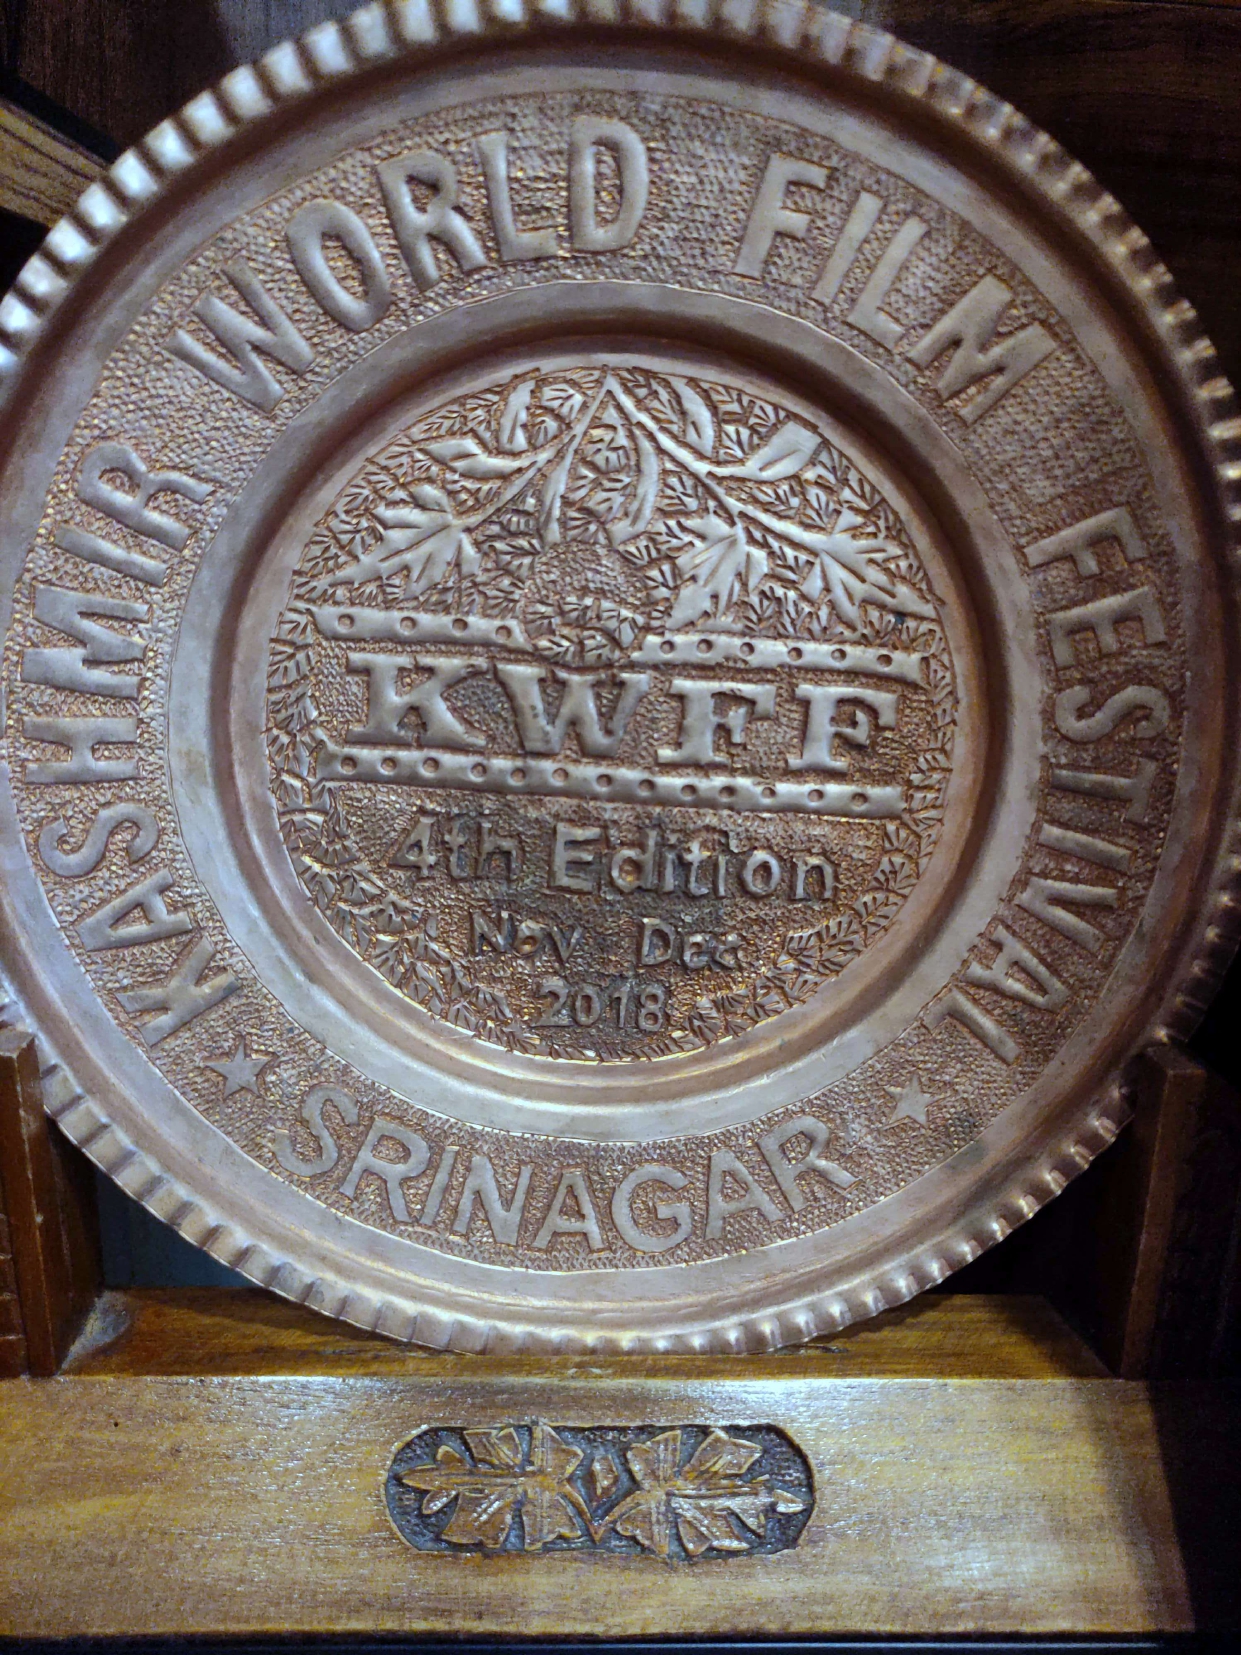 KASHMIR WORLD FILM FESTIVAL
KWFF
4th Edition
Nov Dec
2018
SRINAGAR